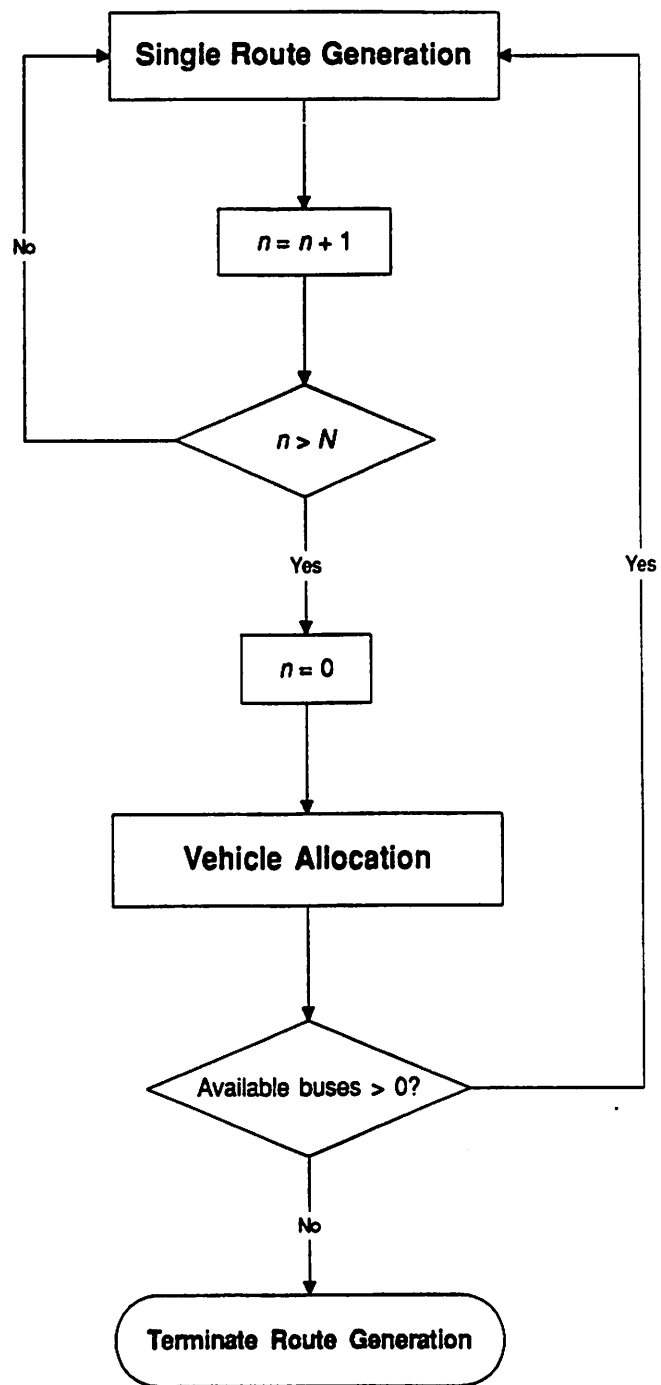 Single Route Generation
No
n = n + 1
n > N
Yes
Yes
n = 0
Vehicle Allocation
Available buses > 0?
No
Terminate Route Generation